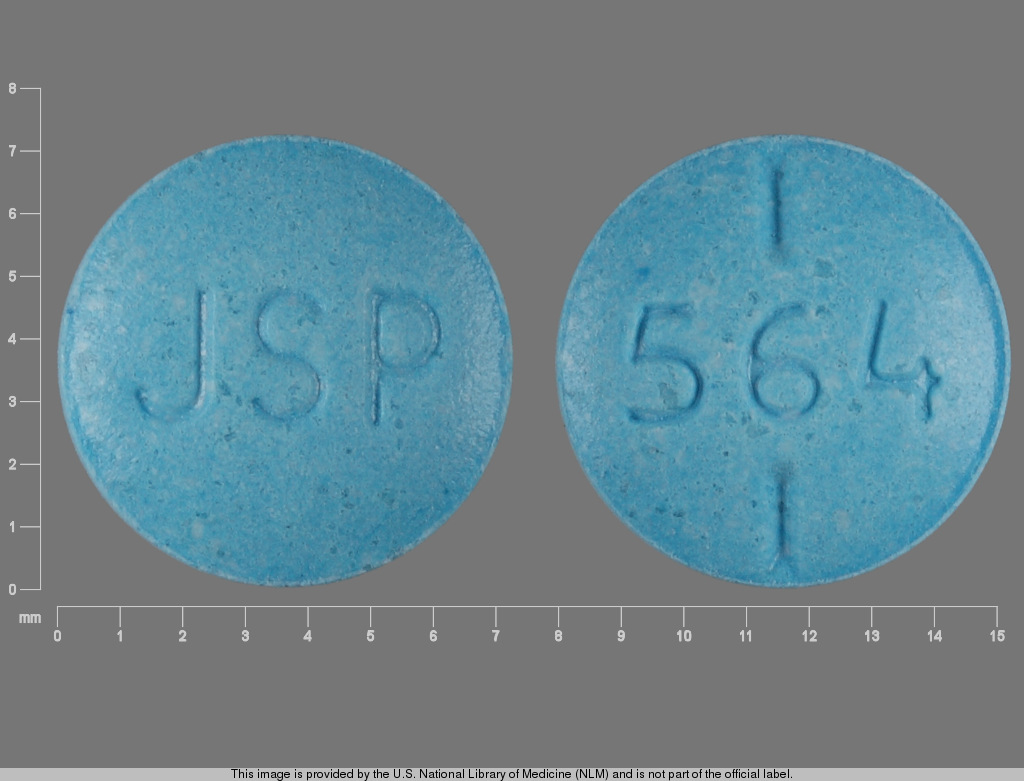 8
7
6
5
4
3
2
1
0
mm
JSP
564
0 1 2 3 4 5 6 7 8 9 10 11 12 13 14 15
This image is provided by the U.S. National Library of Medicine (NLM) and is not part of the official label.